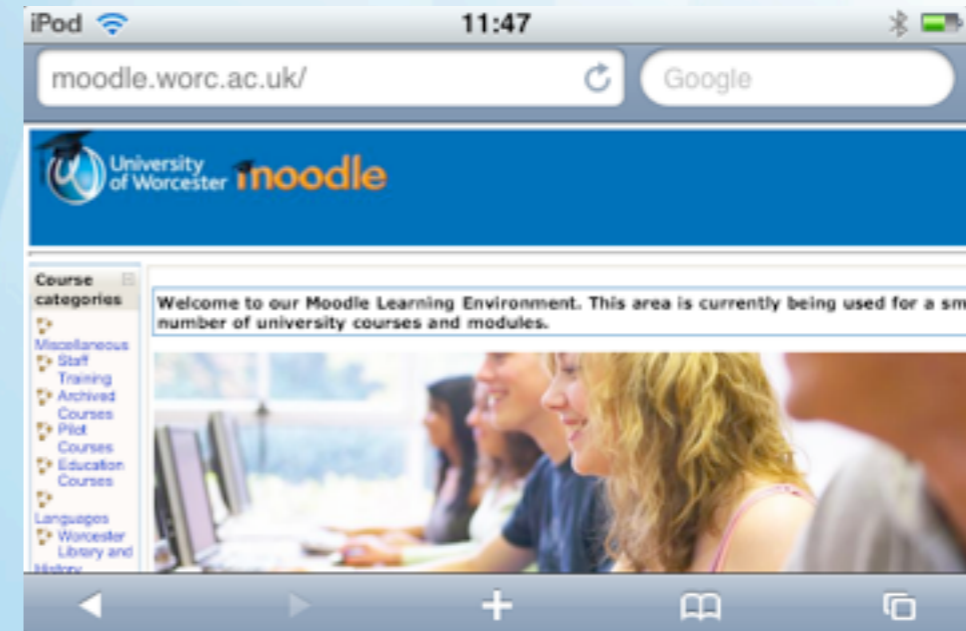 iPod 11:47
moodle.worc.ac.uk/ Google
University
of Worcester moodle
Course
categories
Welcome to our Moodle Learning Environment. This area is currently being used for a sm
number of university courses and modules.
Miscellaneous
Staff
Training
Archived
Courses
Pilot
Courses
Education
Courses
Languages
Worcester
Library and
History